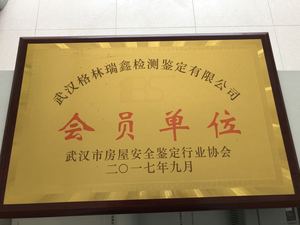 武汉格林瑞鑫检测鉴定有限公司
会员单位
武汉市房屋安全鉴定行业协会
二〇一七年九月